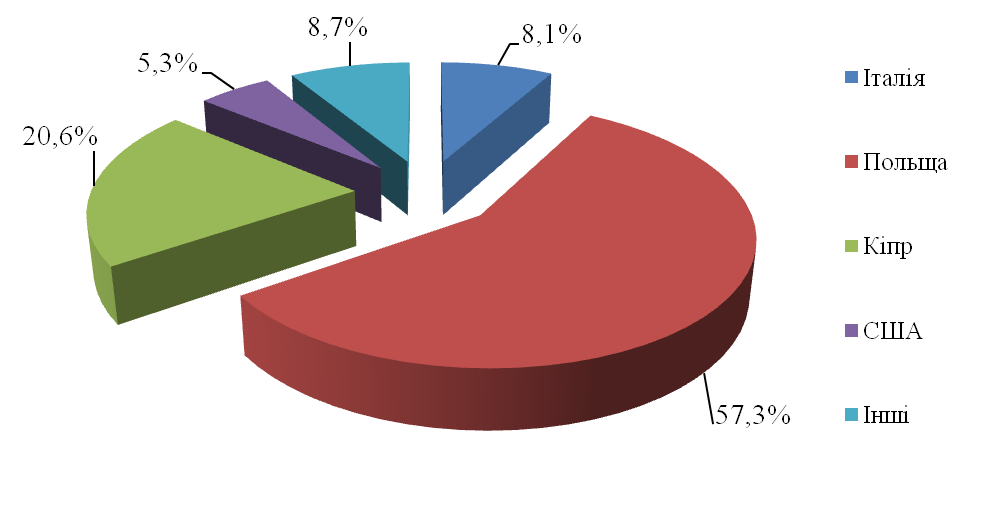 8,7%
8,1%
5,3%
20,6%
57,3%
Італія
Польща
Кіпр
США
Інші